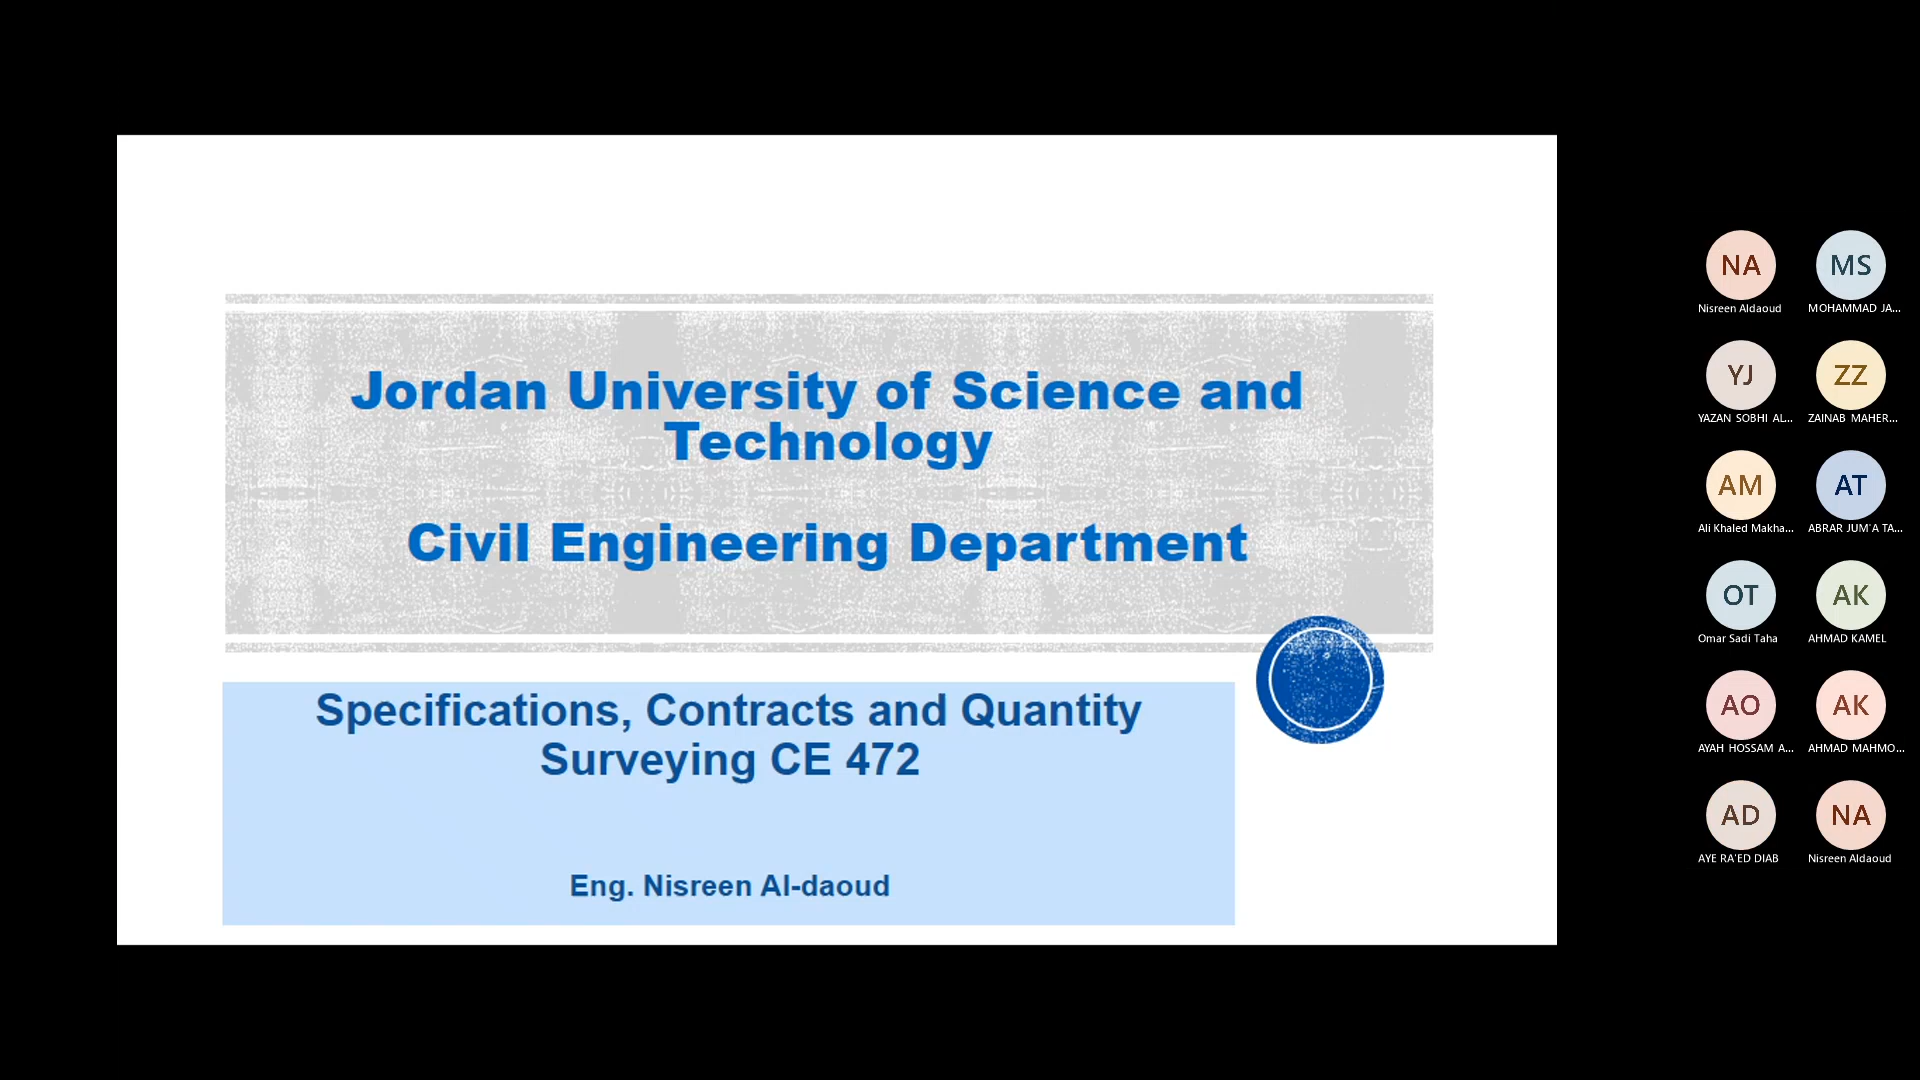 Jordan University of Science and
Technology
Civil Engineering Department
Specifications, Contracts and Quantity
Surveying CE 472
Eng. Nisreen Al-daoud
NA
MS
Nisreen Aldaoud
MOHAMMAD JA...
YJ
ZZ
YAZAN SOBHI AL...
ZAINAB MAHER...
AM
AT
Ali Khaled Makha...
ABRAR JUM'A TA...
OT
AK
Omar Sadi Taha
AHMAD KAMEL
AO
AK
AYAH HOSSAM A...
AHMAD MAHMO...
AD
NA
AYE RA'ED DIAB
Nisreen Aldaoud